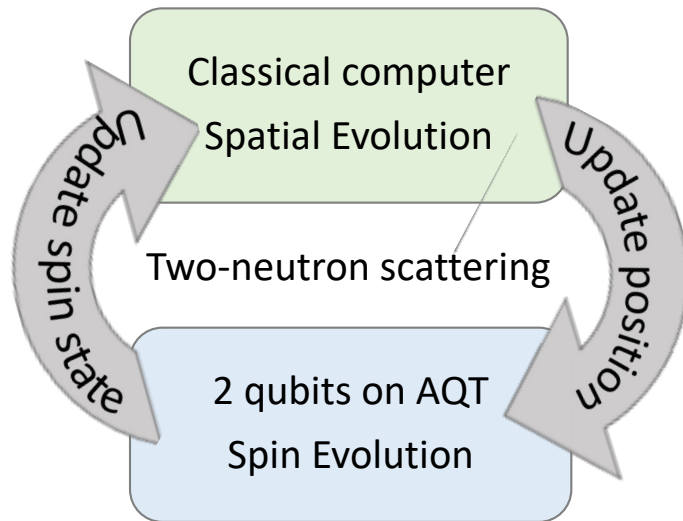 Classical computer
Spatial Evolution
Update spin state
Update position
Two-neutron scattering
2 qubits on AQT
Spin Evolution